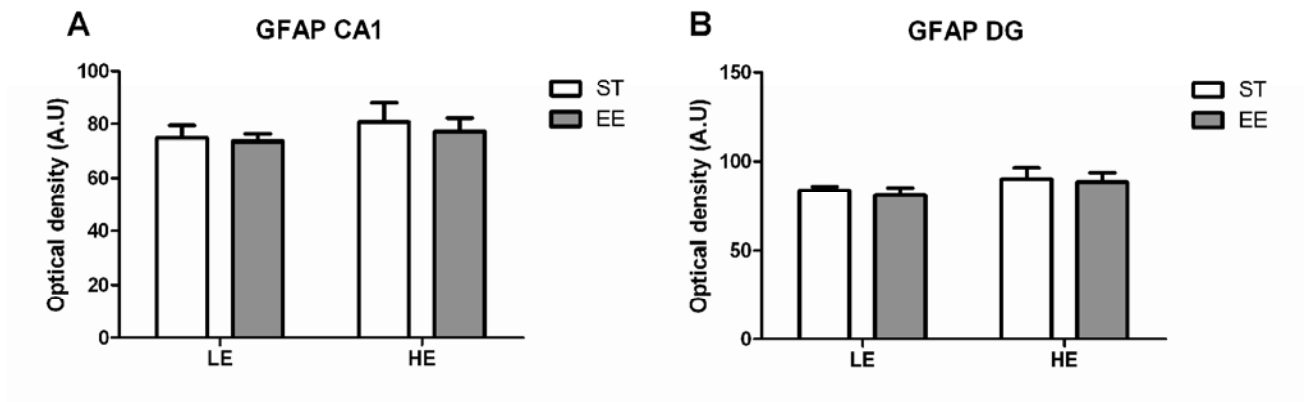 A
GFAP CA1
Optical density (A.U)
100
80
60
40
20
0
LE
HE
ST
EE
B
GFAP DG
Optical density (A.U)
150
100
50
0
LE
HE
ST
EE